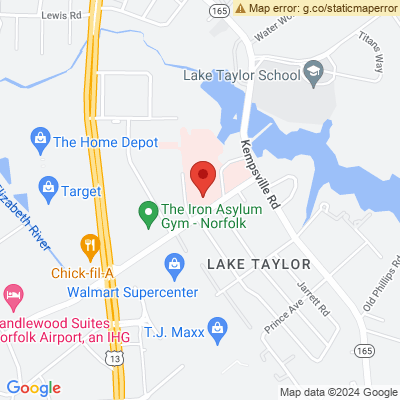 Map error: g.co/staticmaperror
Lewis Rd
165
Water Wo
Titans Way
Lake Taylor School
The Home Depot
Kempsville Rd
Target
Elizabeth River
The Iron Asylum
Gym - Norfolk
Chick-fil-A
LAKE TAYLOR
Old Phillips Rd
Jarrett Rd
Walmart Supercenter
andlewood Suites
orfolk Airport, an IHG
Prince Ave
T.J. Maxx
13
165
Google
Map data ©2024 Google